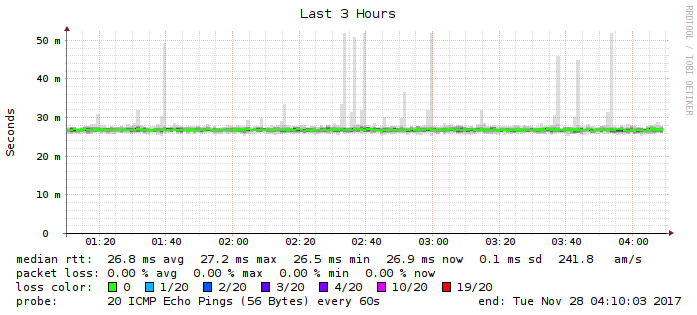 Last 3 Hours
RRDTOOL / TOBI OETIKER
Seconds
50 m
40 m
30 m
20 m
10 m
0
01:20 01:40 02:00 02:20 02:40 03:00 03:20 03:40 04:00
median rtt: 26.8 ms avg 27.2 ms max 26.5 ms min 26.9 ms now 0.1 ms sd 241.8 am/s
packet loss: 0.00 % avg 0.00 % max 0.00 % min 0.00 % now
loss color: 0 1/20 2/20 3/20 4/20 10/20 19/20
probe: 20 ICMP Echo Pings (56 Bytes) every 60s end: Tue Nov 28 04:10:03 2017